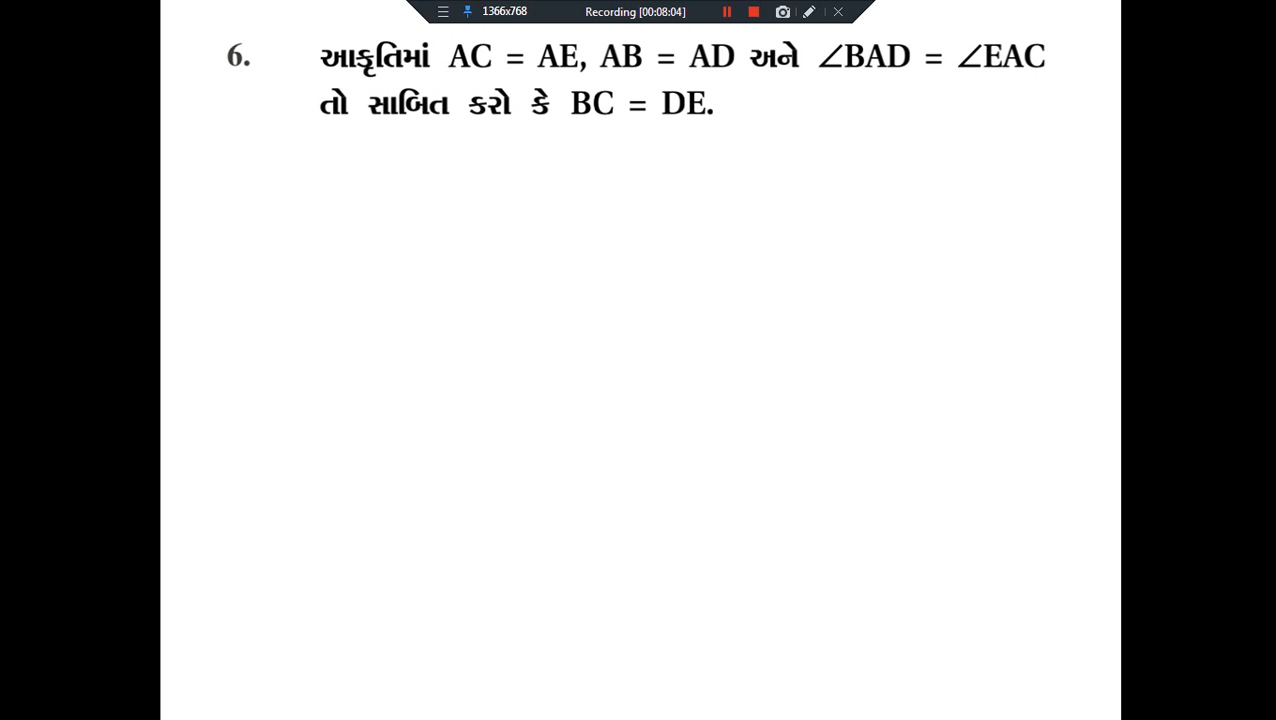 1366x768 Recording [00:08:04]
6. આકૃતિમાં AC = AE, AB = AD અને ∠BAD = ∠EAC
તો સાબિત કરો કે BC = DE.